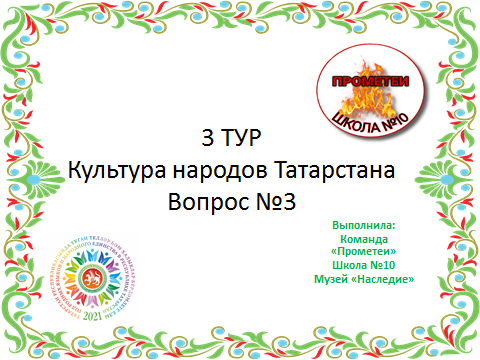 ПРОМЕТЕИ
ШКОЛА №10
3 ТУР
Культура народов Татарстана
Вопрос №3
Выполнила:
Команда
«Прометеи»
Школа №10
Музей «Наследие»
2021